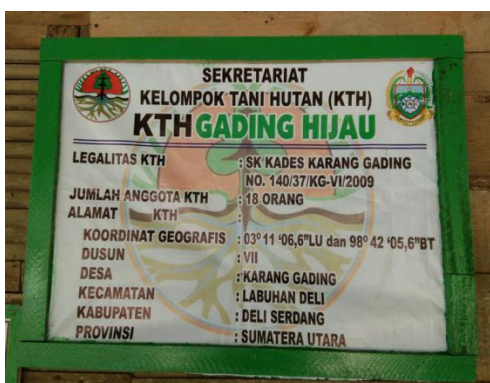 SEKRETARIAT
KELOMPOK TANI HUTAN (KTH)
KTH GADING HIJAU
LEGALITAS KTH : SK KADES KARANG GADING
NO. 140/37/KG-VI/2009
JUMLAH ANGGOTA KTH : 18 ORANG
ALAMAT KTH :
KOORDINAT GEOGRAFIS : 03º 11 '06,6"LU dan 98º 42 '05,6"BT
DUSUN : VII
DESA : KARANG GADING
KECAMATAN : LABUHAN DELI
KABUPATEN : DELI SERDANG
PROVINSI : SUMATERA UTARA